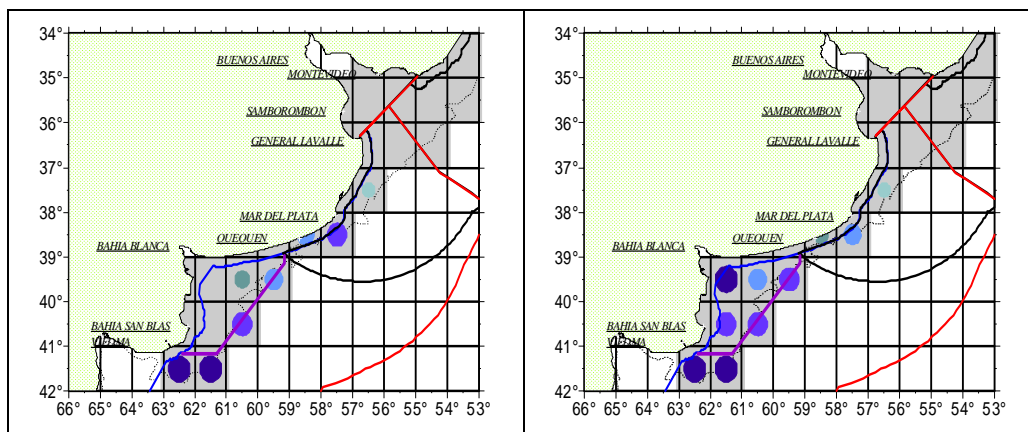 34°
BUENOS AIRES
MONTEVIDEO
35°
SAMBOROMBON
36°
GENERAL LAVALLE
37°
38°
MAR DEL PLATA
QUEQUEN
BAHIA BLANCA
39°
40°
BAHIA SAN BLAS
VIEDMA
41°
42°
66° 65° 64° 63° 62° 61° 60° 59° 58° 57° 56° 55° 54° 53°
34°
BUENOS AIRES
MONTEVIDEO
35°
SAMBOROMBON
36°
GENERAL LAVALLE
37°
38°
MAR DEL PLATA
QUEQUEN
BAHIA BLANCA
39°
40°
BAHIA SAN BLAS
VIEDMA
41°
42°
66° 65° 64° 63° 62° 61° 60° 59° 58° 57° 56° 55° 54° 53°